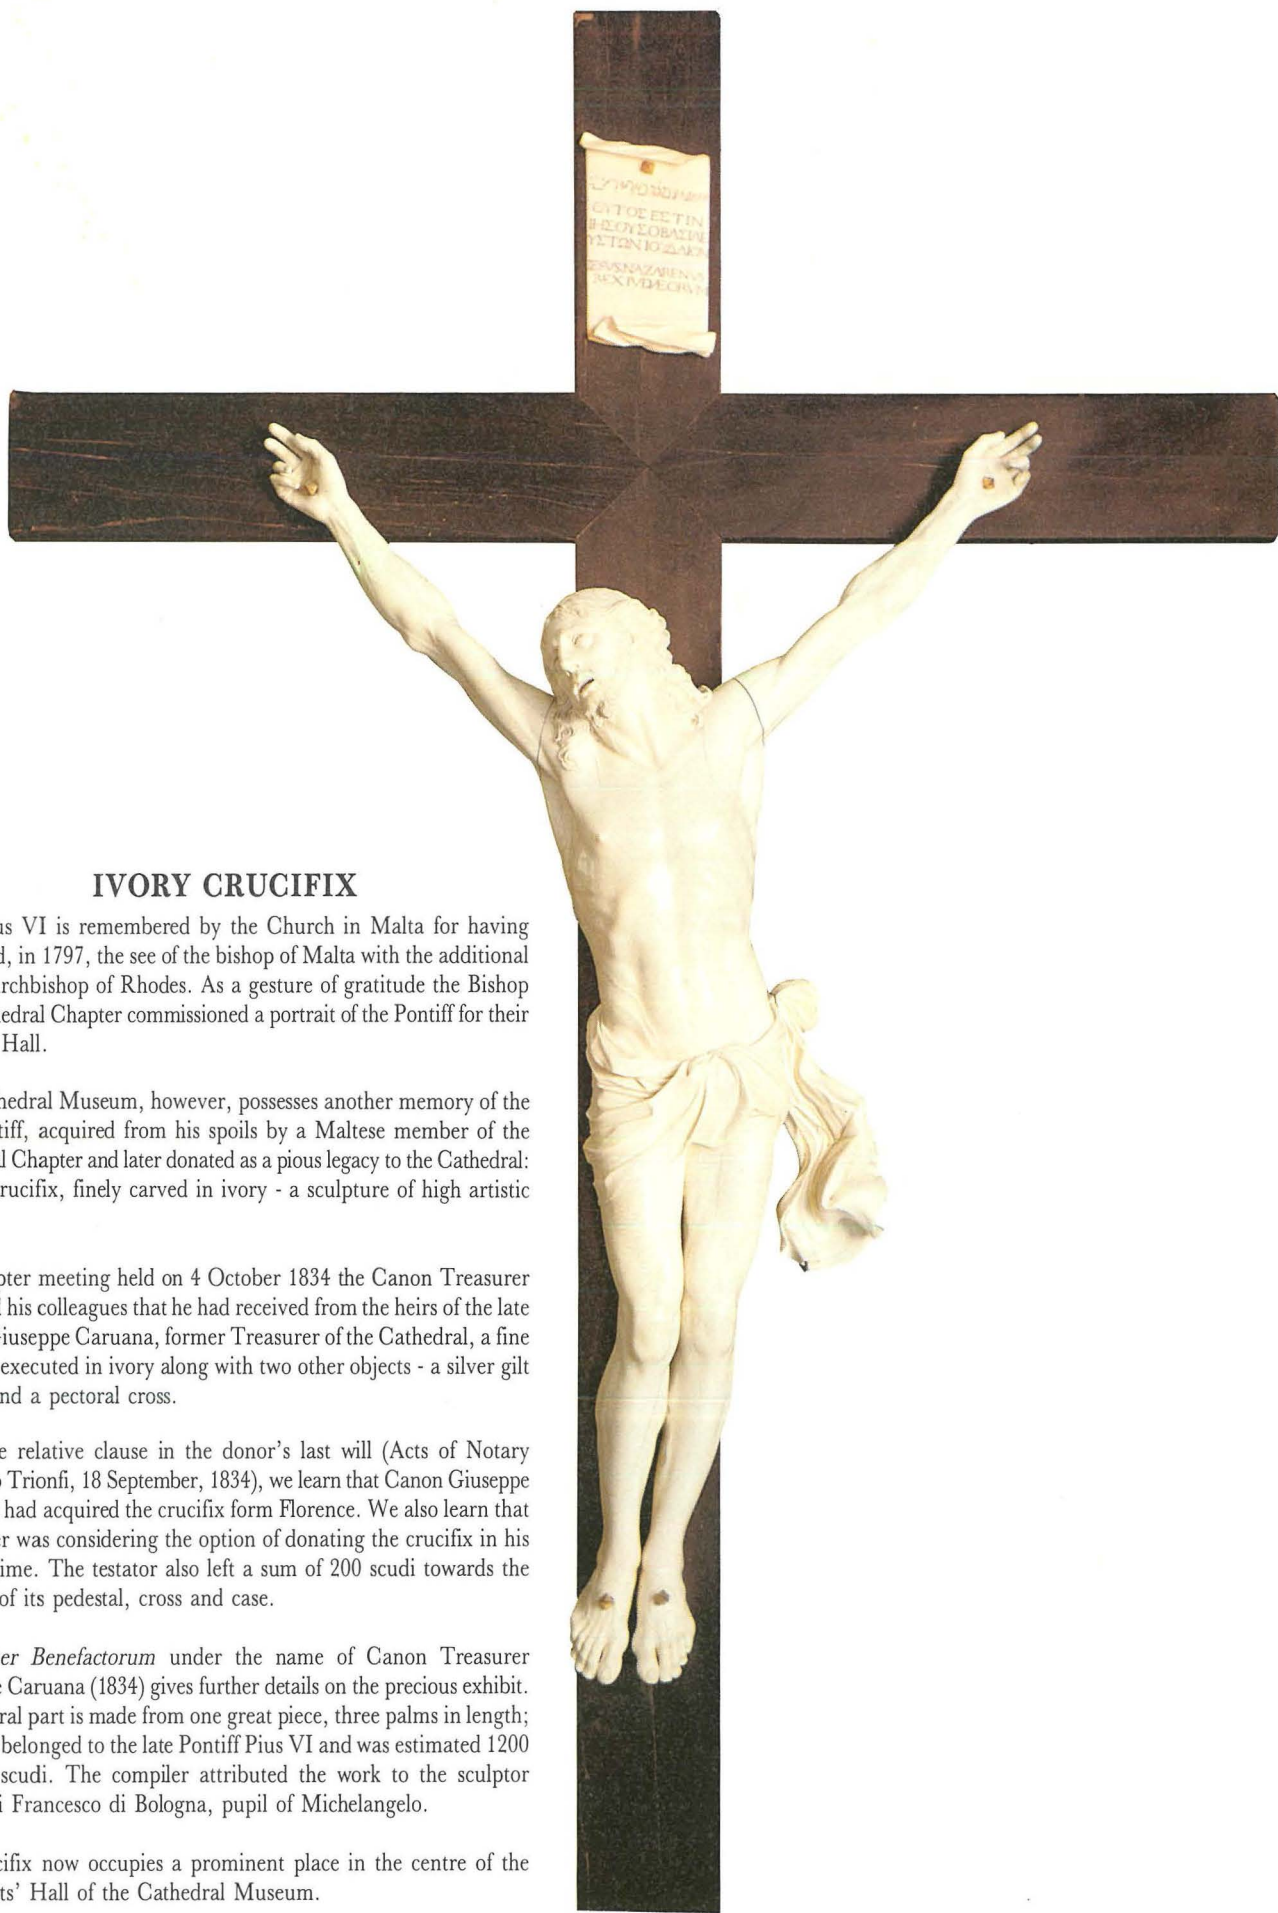 ΟΥΤΟΣ ΕΣΤΙΝ
ΙΗΣΟΥΣ Ο ΒΑΣΙΛΕ
ΥΣ ΤΩΝ ΙΟΥΔΑΙΩΝ
IESVS NAZARENVS
REX IVDÆORVM
IVORY CRUCIFIX
us VI is remembered by the Church in Malta for having
d, in 1797, the see of the bishop of Malta with the additional
rchbishop of Rhodes. As a gesture of gratitude the Bishop
edral Chapter commissioned a portrait of the Pontiff for their
Hall.
hedral Museum, however, possesses another memory of the
tiff, acquired from his spoils by a Maltese member of the
l Chapter and later donated as a pious legacy to the Cathedral:
rucifix, finely carved in ivory - a sculpture of high artistic
pter meeting held on 4 October 1834 the Canon Treasurer
l his colleagues that he had received from the heirs of the late
iuseppe Caruana, former Treasurer of the Cathedral, a fine
executed in ivory along with two other objects - a silver gilt
nd a pectoral cross.
e relative clause in the donor's last will (Acts of Notary
o Trionfi, 18 September, 1834), we learn that Canon Giuseppe
had acquired the crucifix form Florence. We also learn that
er was considering the option of donating the crucifix in his
ime. The testator also left a sum of 200 scudi towards the
of its pedestal, cross and case.
er Benefactorum under the name of Canon Treasurer
e Caruana (1834) gives further details on the precious exhibit.
ral part is made from one great piece, three palms in length;
belonged to the late Pontiff Pius VI and was estimated 1200
scudi. The compiler attributed the work to the sculptor
i Francesco di Bologna, pupil of Michelangelo.
cifix now occupies a prominent place in the centre of the
ts' Hall of the Cathedral Museum.